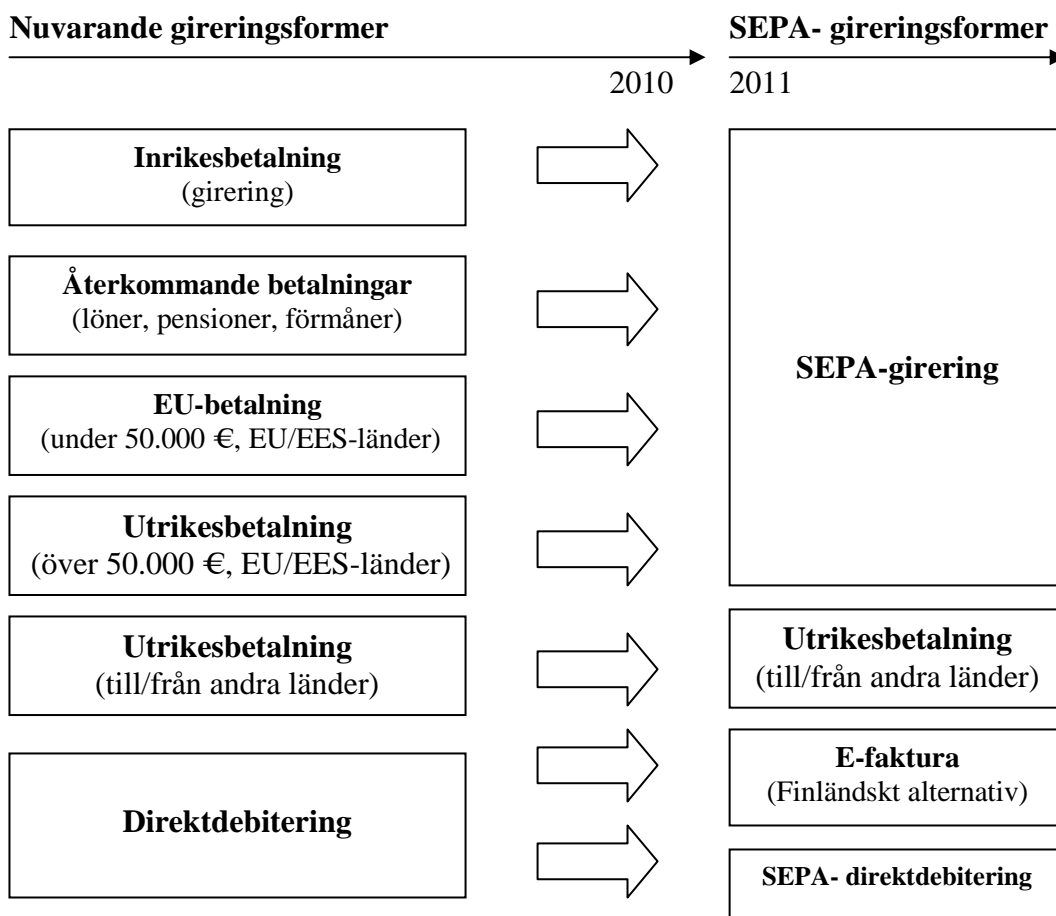 Nuvarande gireringsformer
SEPA- gireringsformer
2010
2011
Inrikesbetalning
(girering)
Återkommande betalningar
(löner, pensioner, förmåner)
EU-betalning
(under 50.000 €, EU/EES-länder)
Utrikesbetalning
(över 50.000 €, EU/EES-länder)
Utrikesbetalning
(till/från andra länder)
Direktdebitering
SEPA-girering
Utrikesbetalning
(till/från andra länder)
E-faktura
(Finländskt alternativ)
SEPA- direktdebitering